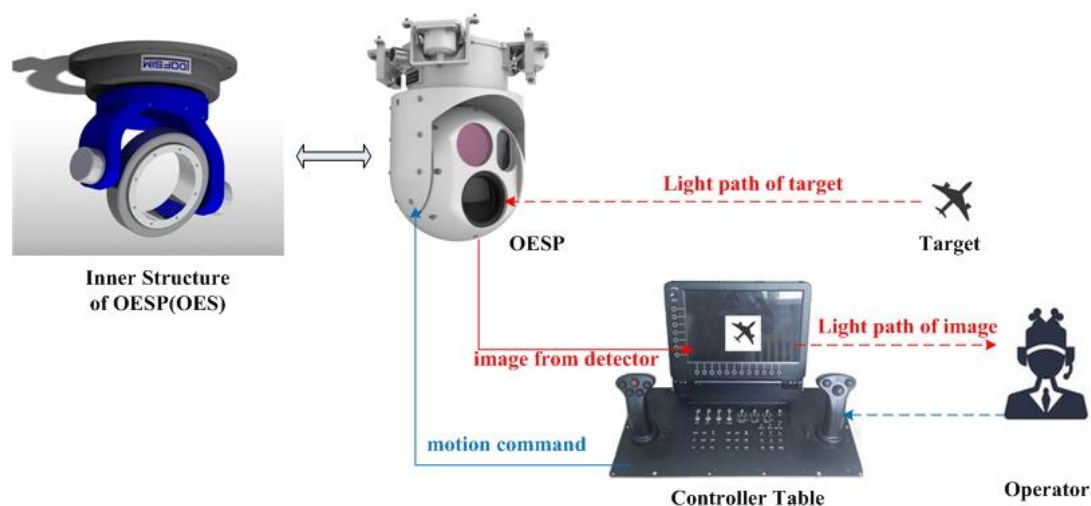 IDQFSIM
Light path of target
OESP
Target
Inner Structure
of OESP(OES)
Light path of image
image from detector
motion command
Controller Table
Operator